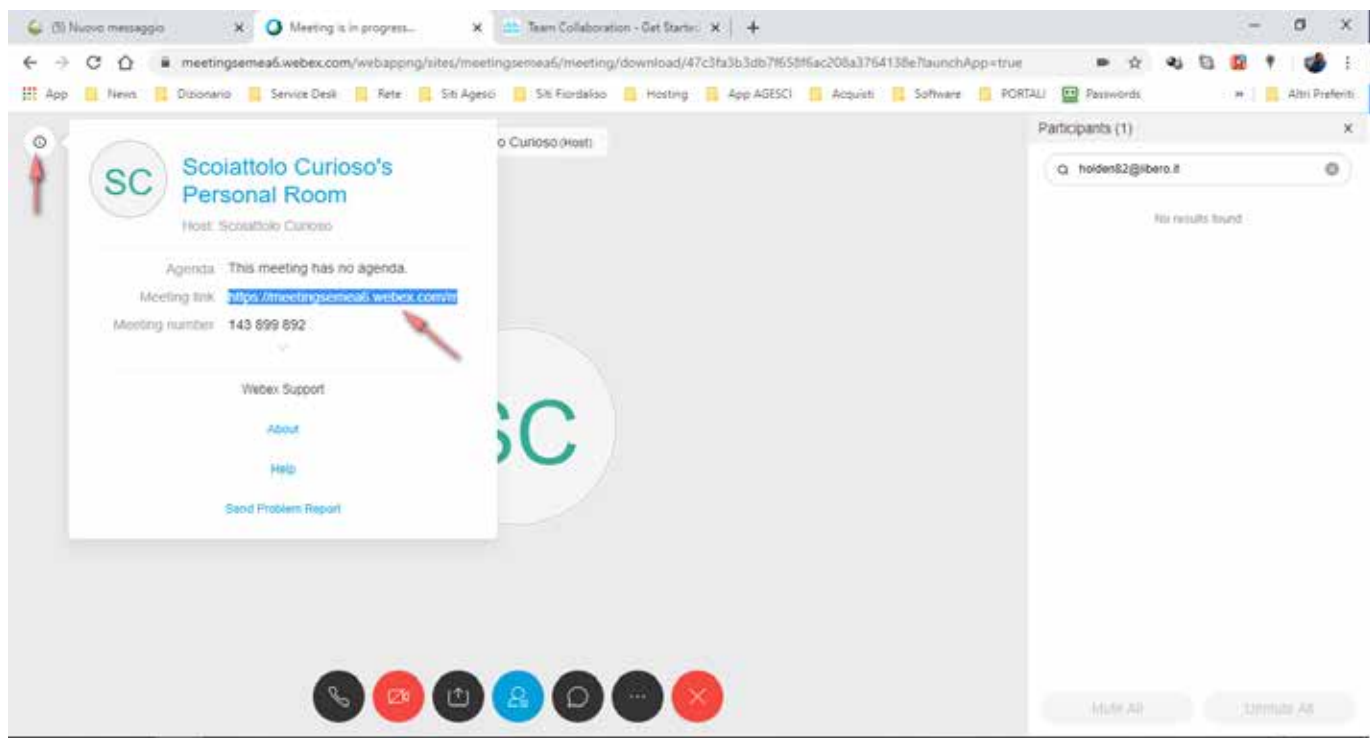 (5) Nuovo messaggio
Meeting is in progress...
Team Collaboration - Get Starte
meetingsemea6.webex.com/webappng/sites/meetingsemea6/meeting/download/47c3fa3b3db7f658f6ac208a3764138e?launchApp=true
App News Dizionario Service Desk Rete Siti Agesci Siti Fiordaliso Hosting App AGESCI Acquisti Software PORTALI Passwords » Altri Preferiti
o Curioso (Host)
Participants (1)
SC
Scoiattolo Curioso's
Personal Room
Host: Scoiattolo Curioso
holden82@libero.it
No results found
Agenda This meeting has no agenda.
Meeting link https://meetingsemea6.webex.com/m
Meeting number 143 899 892
Webex Support
About
Help
Send Problem Report
SC
Mute All Unmute All